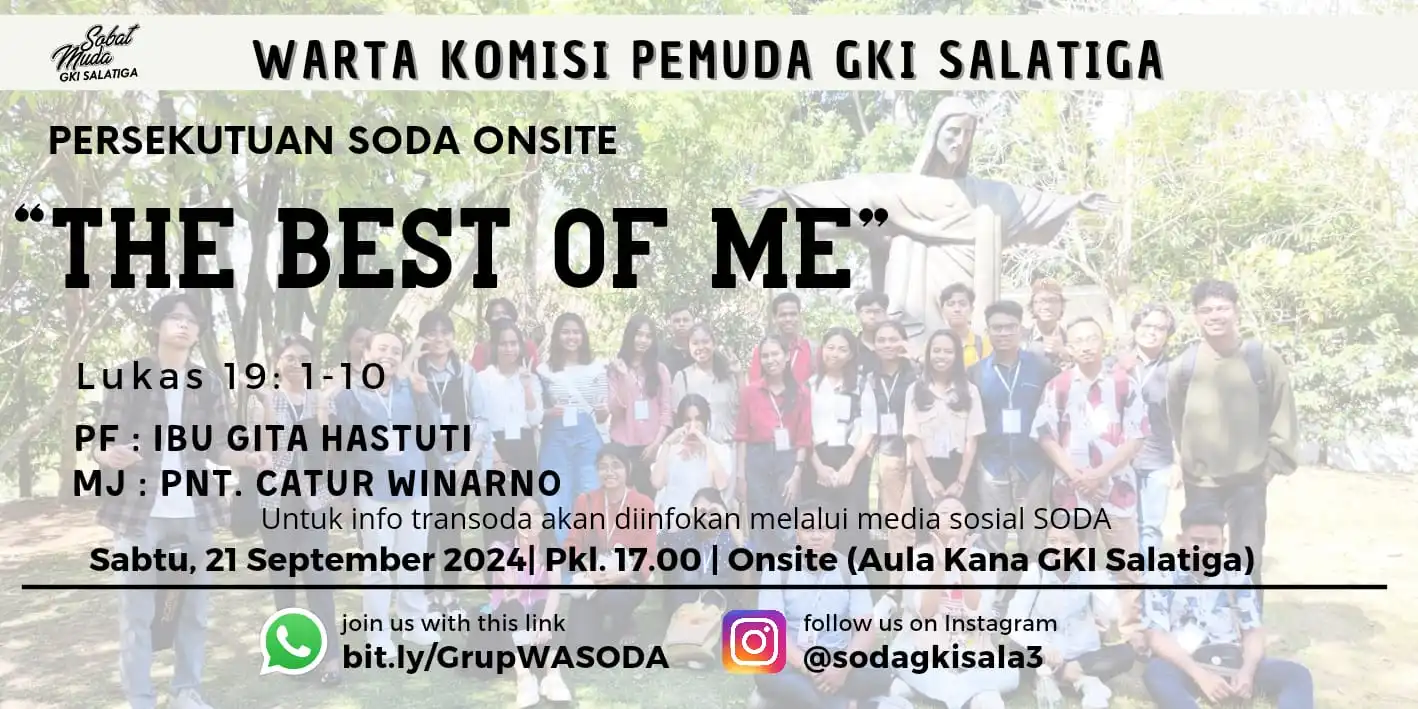 Sobat
Muda
GKI SALATIGA
WARTA KOMISI PEMUDA GKI SALATIGA
PERSEKUTUAN SODA ONSITE
“THE BEST OF ME”
Lukas 19: 1-10
PF : IBU GITA HASTUTI
MJ : PNT. CATUR WINARNO
Untuk info transoda akan diinfokan melalui media sosial SODA
Sabtu, 21 September 2024| Pkl. 17.00 | Onsite (Aula Kana GKI Salatiga)
join us with this link
bit.ly/GrupWASODA
follow us on Instagram
@sodagkisala3